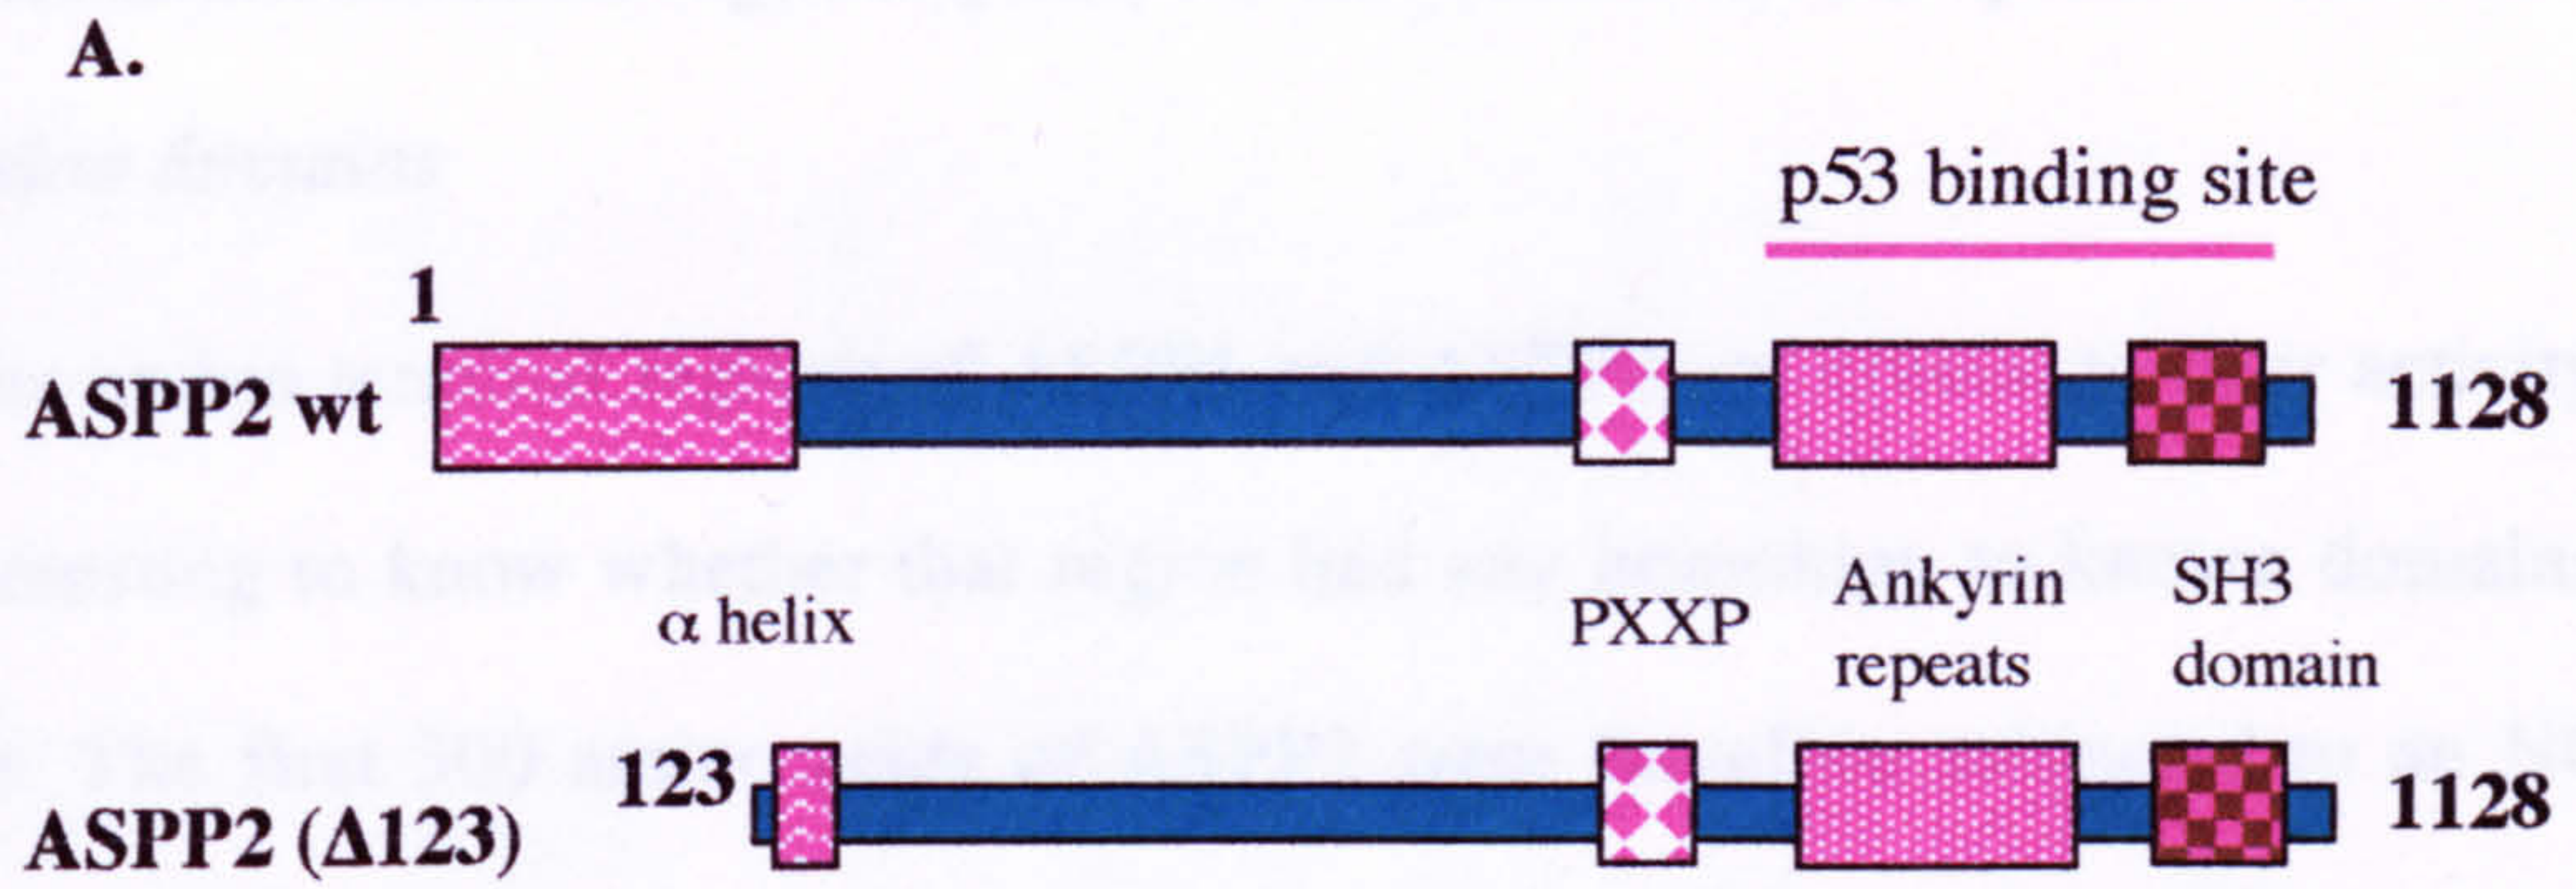 A.
p53 binding site
1
ASPP2 wt
1128
α helix
PXXP
Ankyrin
repeats
SH3
domain
123
ASPP2 (Δ123)
1128